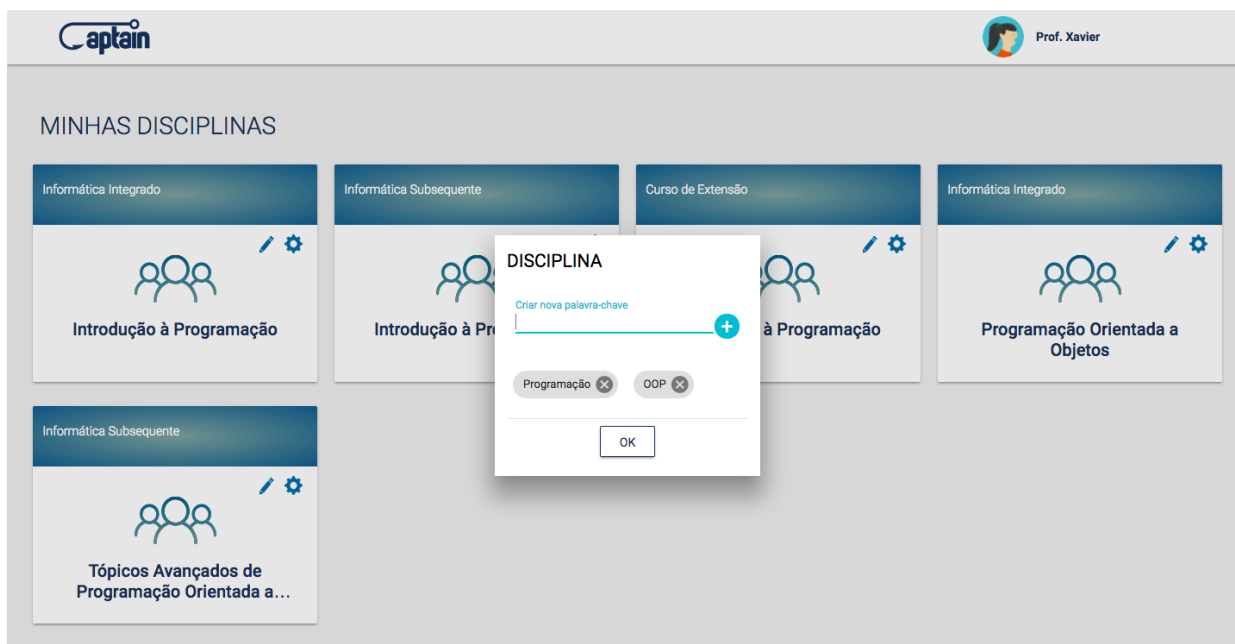 Captain
Prof. Xavier
MINHAS DISCIPLINAS
Informática Integrado
Informática Subsequente
Curso de Extensão
Informática Integrado
Introdução à Programação
Introdução à Pr
à Programação
Programação Orientada a
Objetos
DISCIPLINA
Criar nova palavra-chave
Programação
OOP
OK
Informática Subsequente
Tópicos Avançados de
Programação Orientada a...